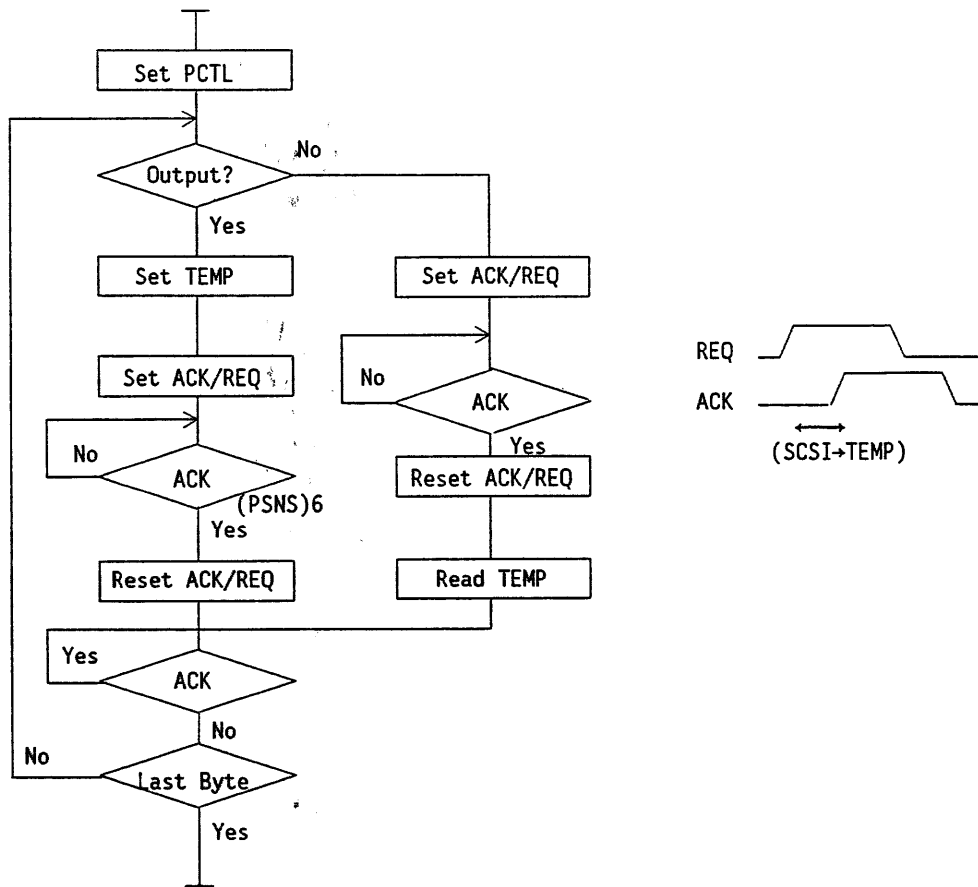 Set PCTL
Output?
No
Yes
Set TEMP
Set ACK/REQ
No
ACK
(PSNS)6
Yes
Reset ACK/REQ
Set ACK/REQ
No
ACK
Yes
Reset ACK/REQ
Read TEMP
Yes
ACK
No
No
Last Byte
Yes
REQ
ACK
(SCSI→TEMP)